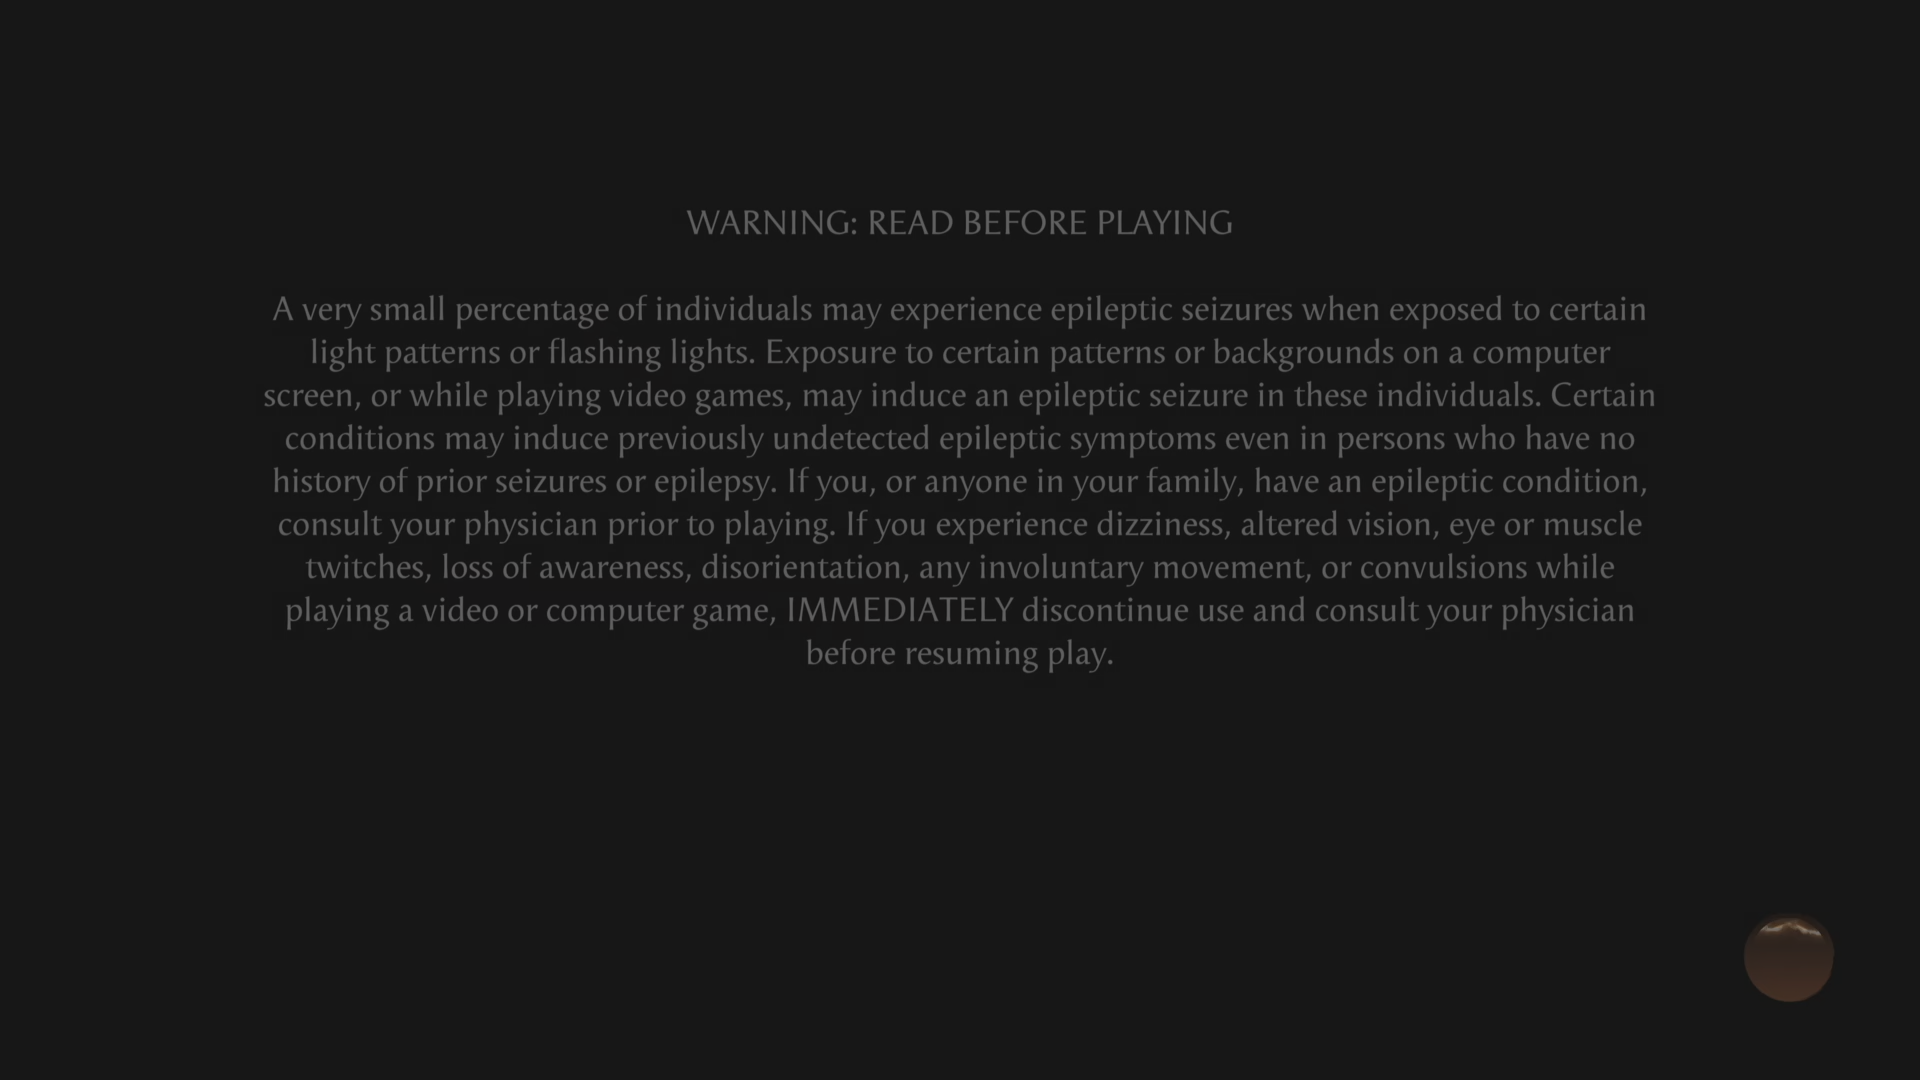 WARNING: READ BEFORE PLAYING
A very small percentage of individuals may experience epileptic seizures when exposed to certain
light patterns or flashing lights. Exposure to certain patterns or backgrounds on a computer
screen, or while playing video games, may induce an epileptic seizure in these individuals. Certain
conditions may induce previously undetected epileptic symptoms even in persons who have no
history of prior seizures or epilepsy. If you, or anyone in your family, have an epileptic condition,
consult your physician prior to playing. If you experience dizziness, altered vision, eye or muscle
twitches, loss of awareness, disorientation, any involuntary movement, or convulsions while
playing a video or computer game, IMMEDIATELY discontinue use and consult your physician
before resuming play.